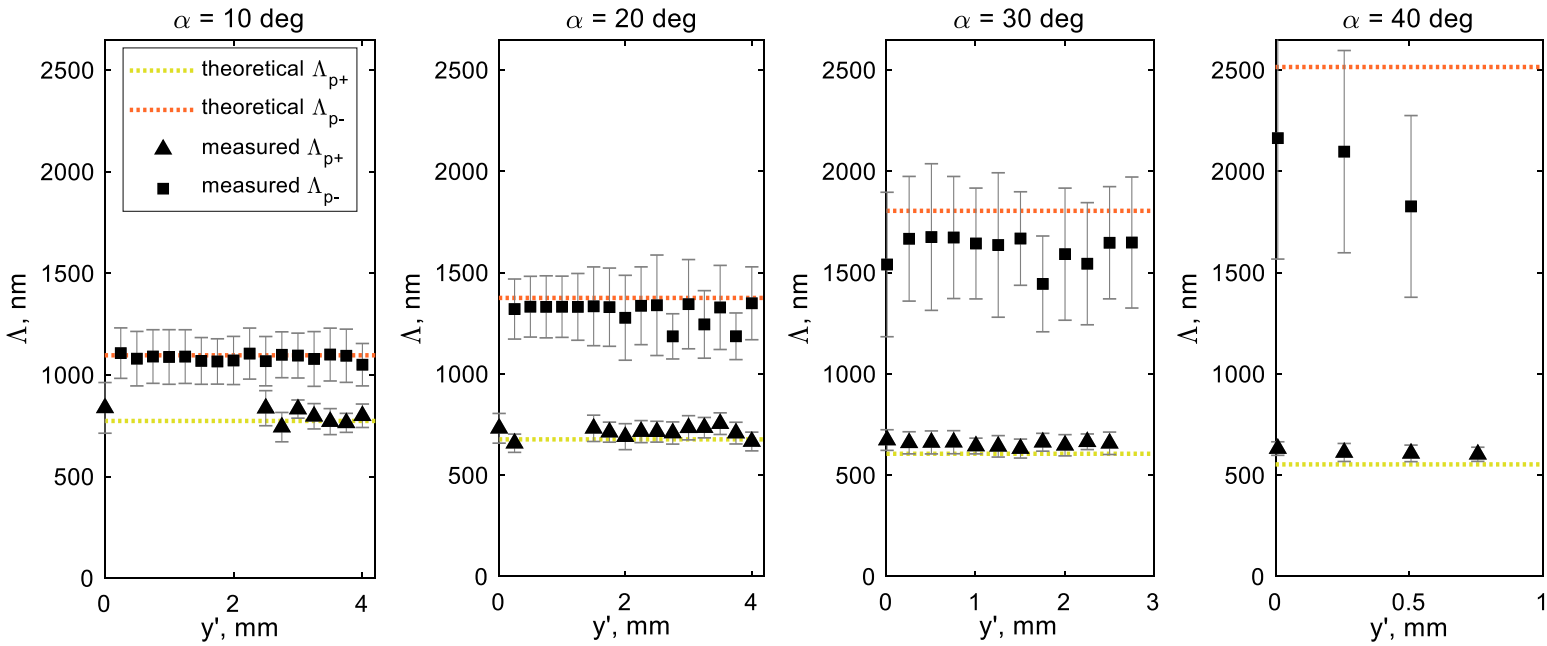 α = 10 deg
theoretical Λp+
theoretical Λp-
measured Λp+
measured Λp-
2500
2000
1500
1000
500
0
Λ, nm
0 2 4
y', mm
α = 20 deg
2500
2000
1500
1000
500
0
Λ, nm
0 2 4
y', mm
α = 30 deg
2500
2000
1500
1000
500
0
Λ, nm
0 1 2 3
y', mm
α = 40 deg
2500
2000
1500
1000
500
0
Λ, nm
0 0.5 1
y', mm